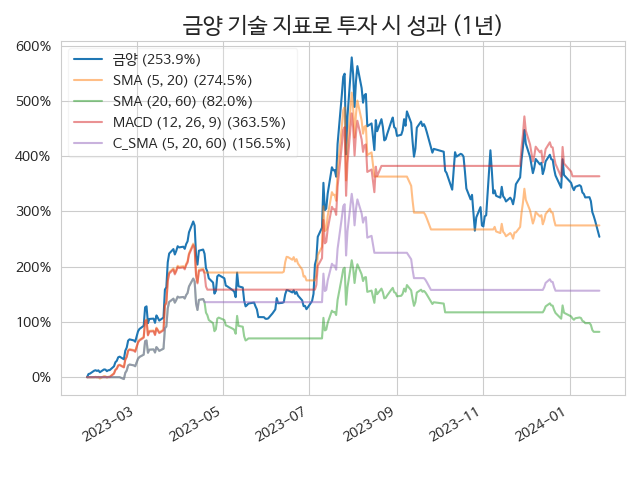 금양 기술 지표로 투자 시 성과 (1년)
600%
500%
400%
300%
200%
100%
0%
금양 (253.9%)
SMA (5, 20) (274.5%)
SMA (20, 60) (82.0%)
MACD (12, 26, 9) (363.5%)
C_SMA (5, 20, 60) (156.5%)
2023-03
2023-05
2023-07
2023-09
2023-11
2024-01